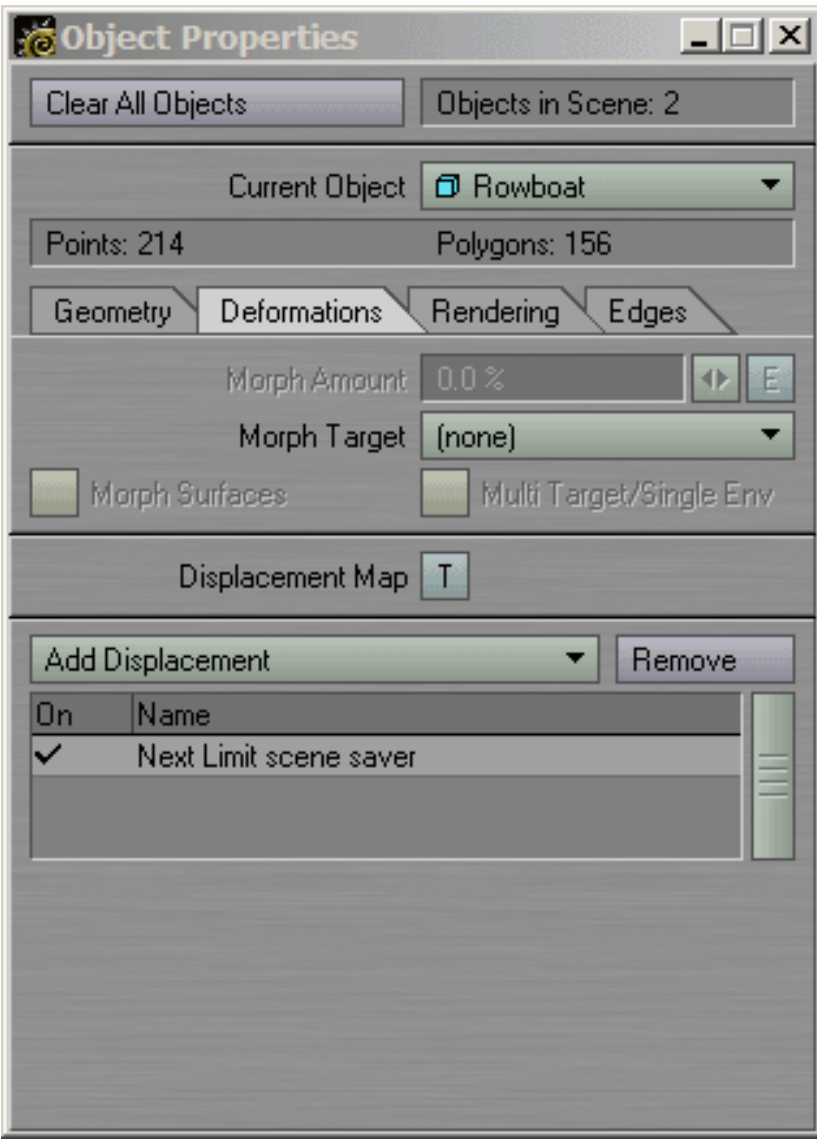 Object Properties
Clear All Objects Objects in Scene: 2
Current Object Rowboat
Points: 214 Polygons: 156
Geometry Deformations Rendering Edges
Morph Amount 0.0 % E
Morph Target (none)
Morph Surfaces Multi Target/Single Env
Displacement Map T
Add Displacement Remove
On Name
Next Limit scene saver